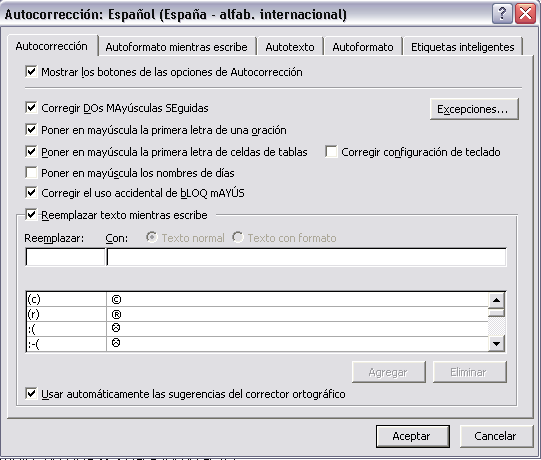 Autocorrección: Español (España - alfab. internacional)
Autocorrección Autoformato mientras escribe Autotexto Autoformato Etiquetas inteligentes
Mostrar los botones de las opciones de Autocorrección
Corregir DOs MAyúsculas SEguidas Excepciones...
Poner en mayúscula la primera letra de una oración
Poner en mayúscula la primera letra de celdas de tablas Corregir configuración de teclado
Poner en mayúscula los nombres de días
Corregir el uso accidental de bLOQ mAYÚS
Reemplazar texto mientras escribe
Reemplazar: Con: Texto normal Texto con formato
(c) ©
(r) ®
:( ☹
:-( ☹
Agregar Eliminar
Usar automáticamente las sugerencias del corrector ortográfico
Aceptar Cancelar